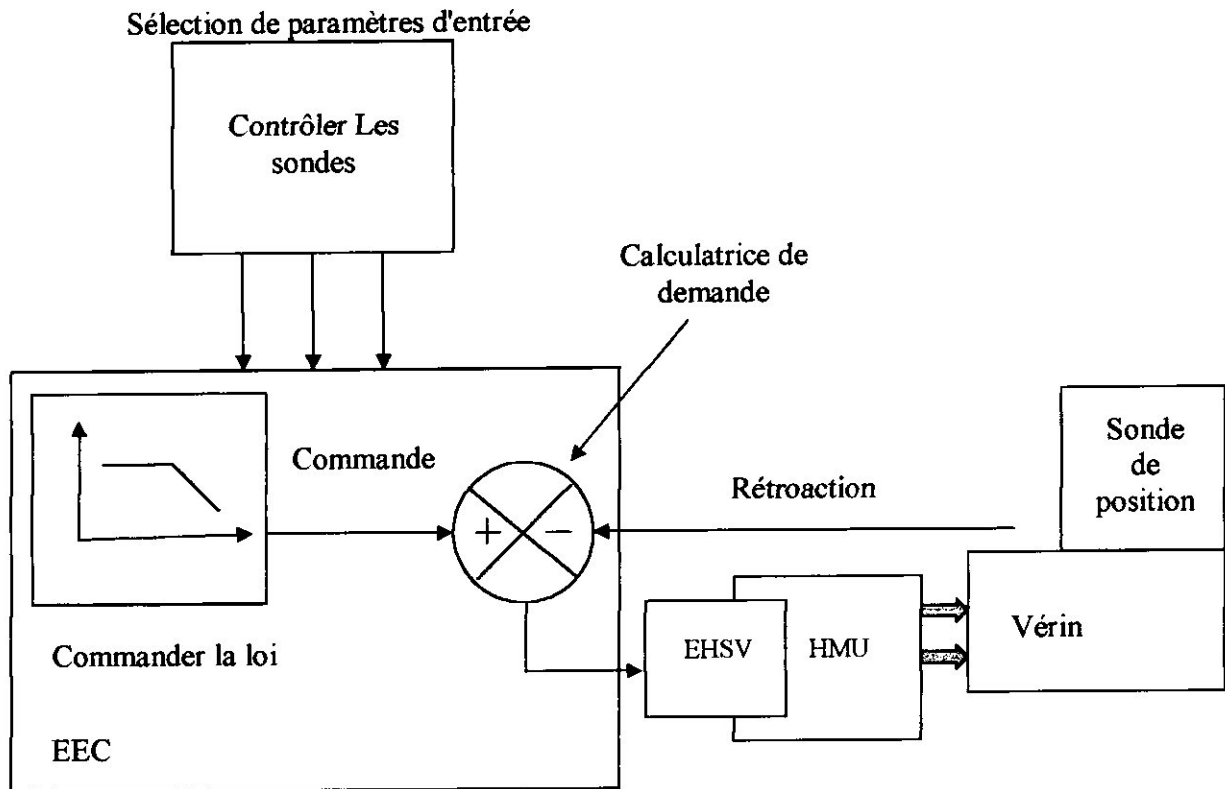 Sélection de paramètres d'entrée
Contrôler Les
sondes
Calculatrice de
demande
Commande
+
−
Rétroaction
Sonde
de
position
EHSV
HMU
Vérin
Commander la loi
EEC